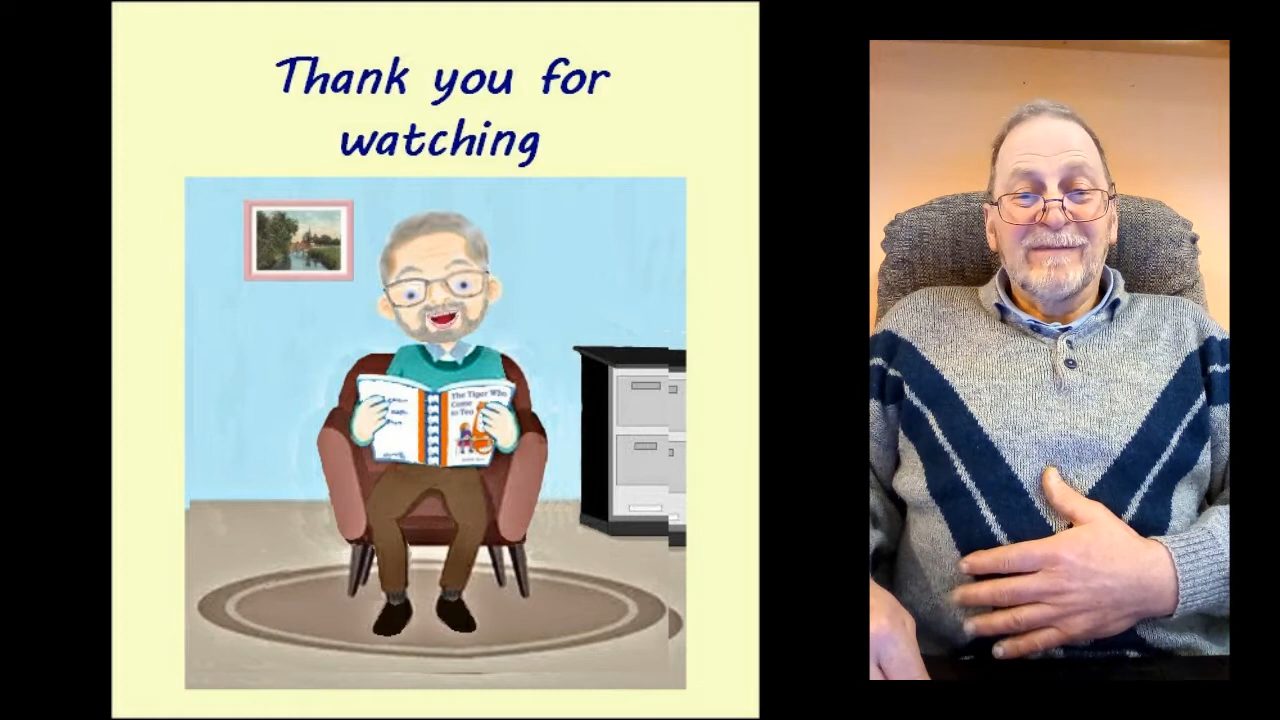 Thank you for
watching
The Tiger Who
Came
to Tea